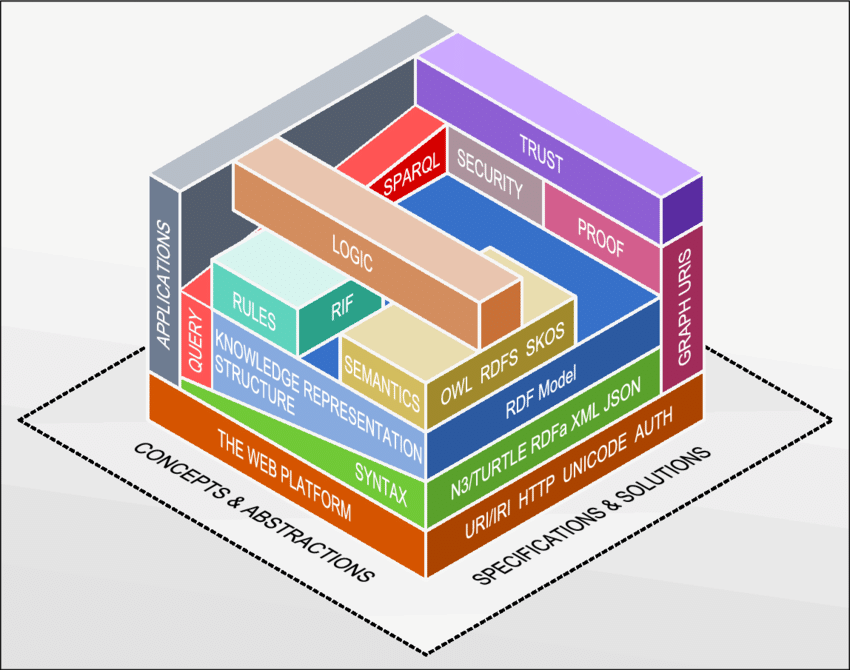 TRUST
SPARQL
SECURITY
PROOF
APPLICATIONS
LOGIC
GRAPH URIS
RULES
RIF
QUERY
KNOWLEDGE REPRESENTATION
STRUCTURE
SEMANTICS
OWL RDFS SKOS
RDF Model
SYNTAX
N3/TURTLE RDFa XML JSON
THE WEB PLATFORM
URI/IRI HTTP UNICODE AUTH
CONCEPTS & ABSTRACTIONS
SPECIFICATIONS & SOLUTIONS